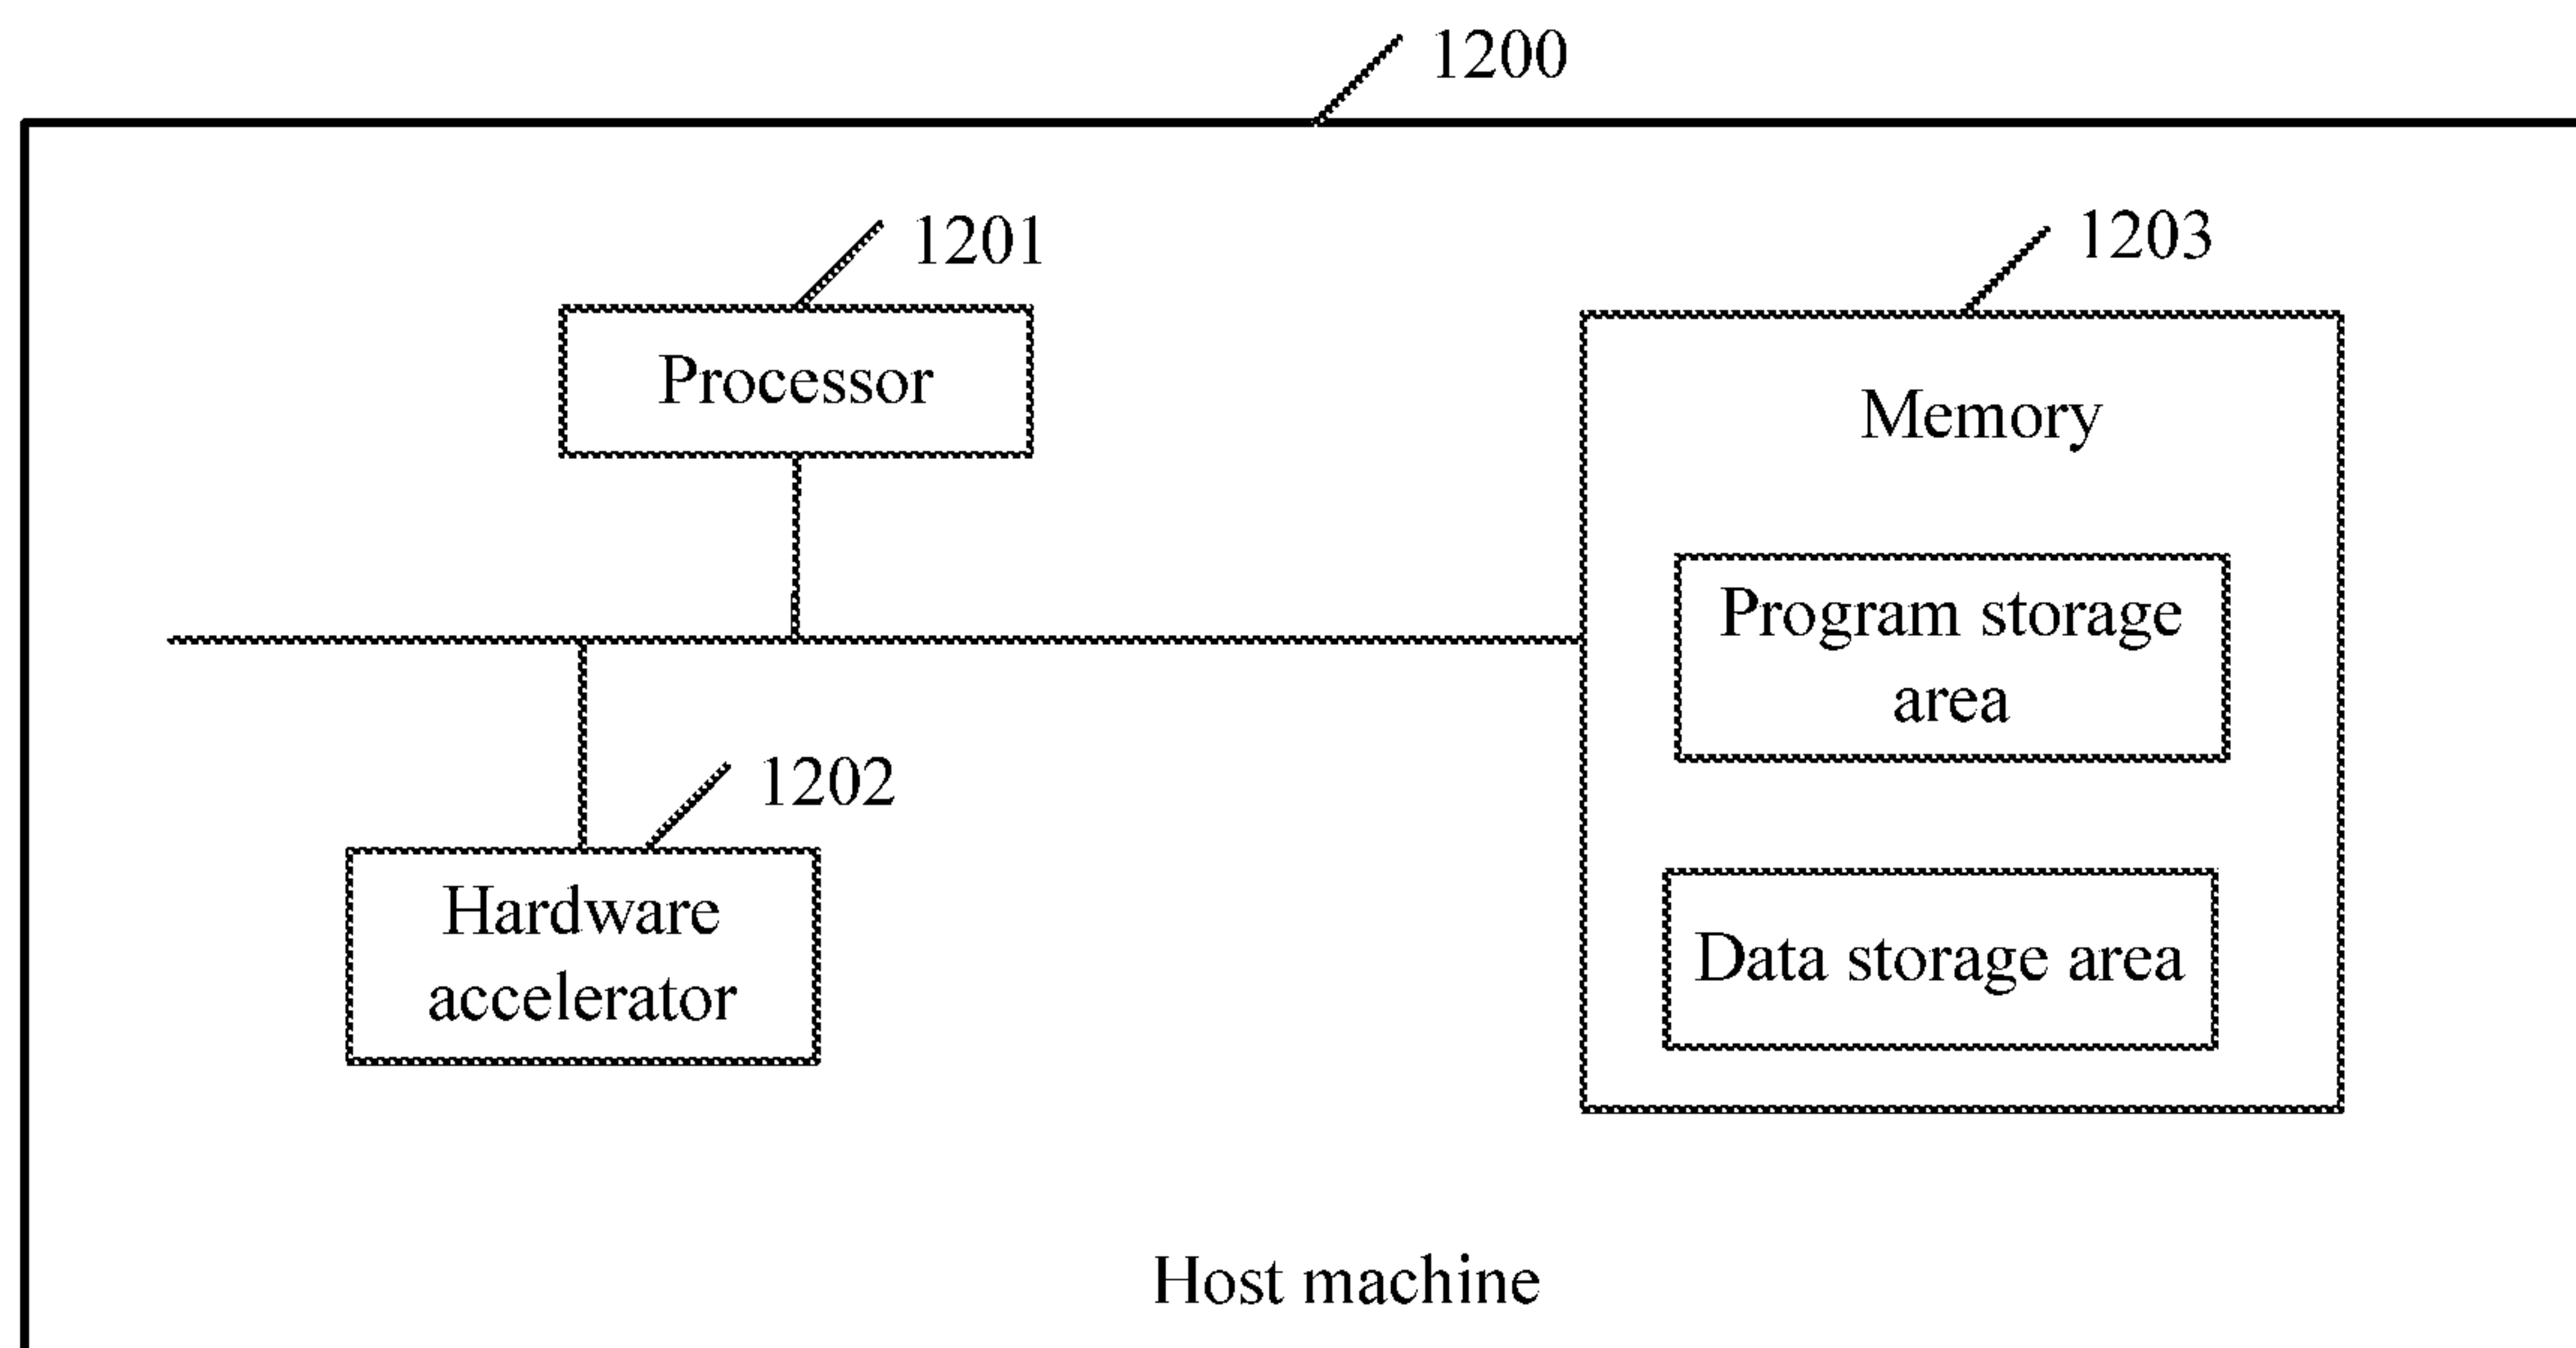 1200
1201
1203
Processor
Memory
Program storage
area
1202
Hardware
accelerator
Data storage area
Host machine